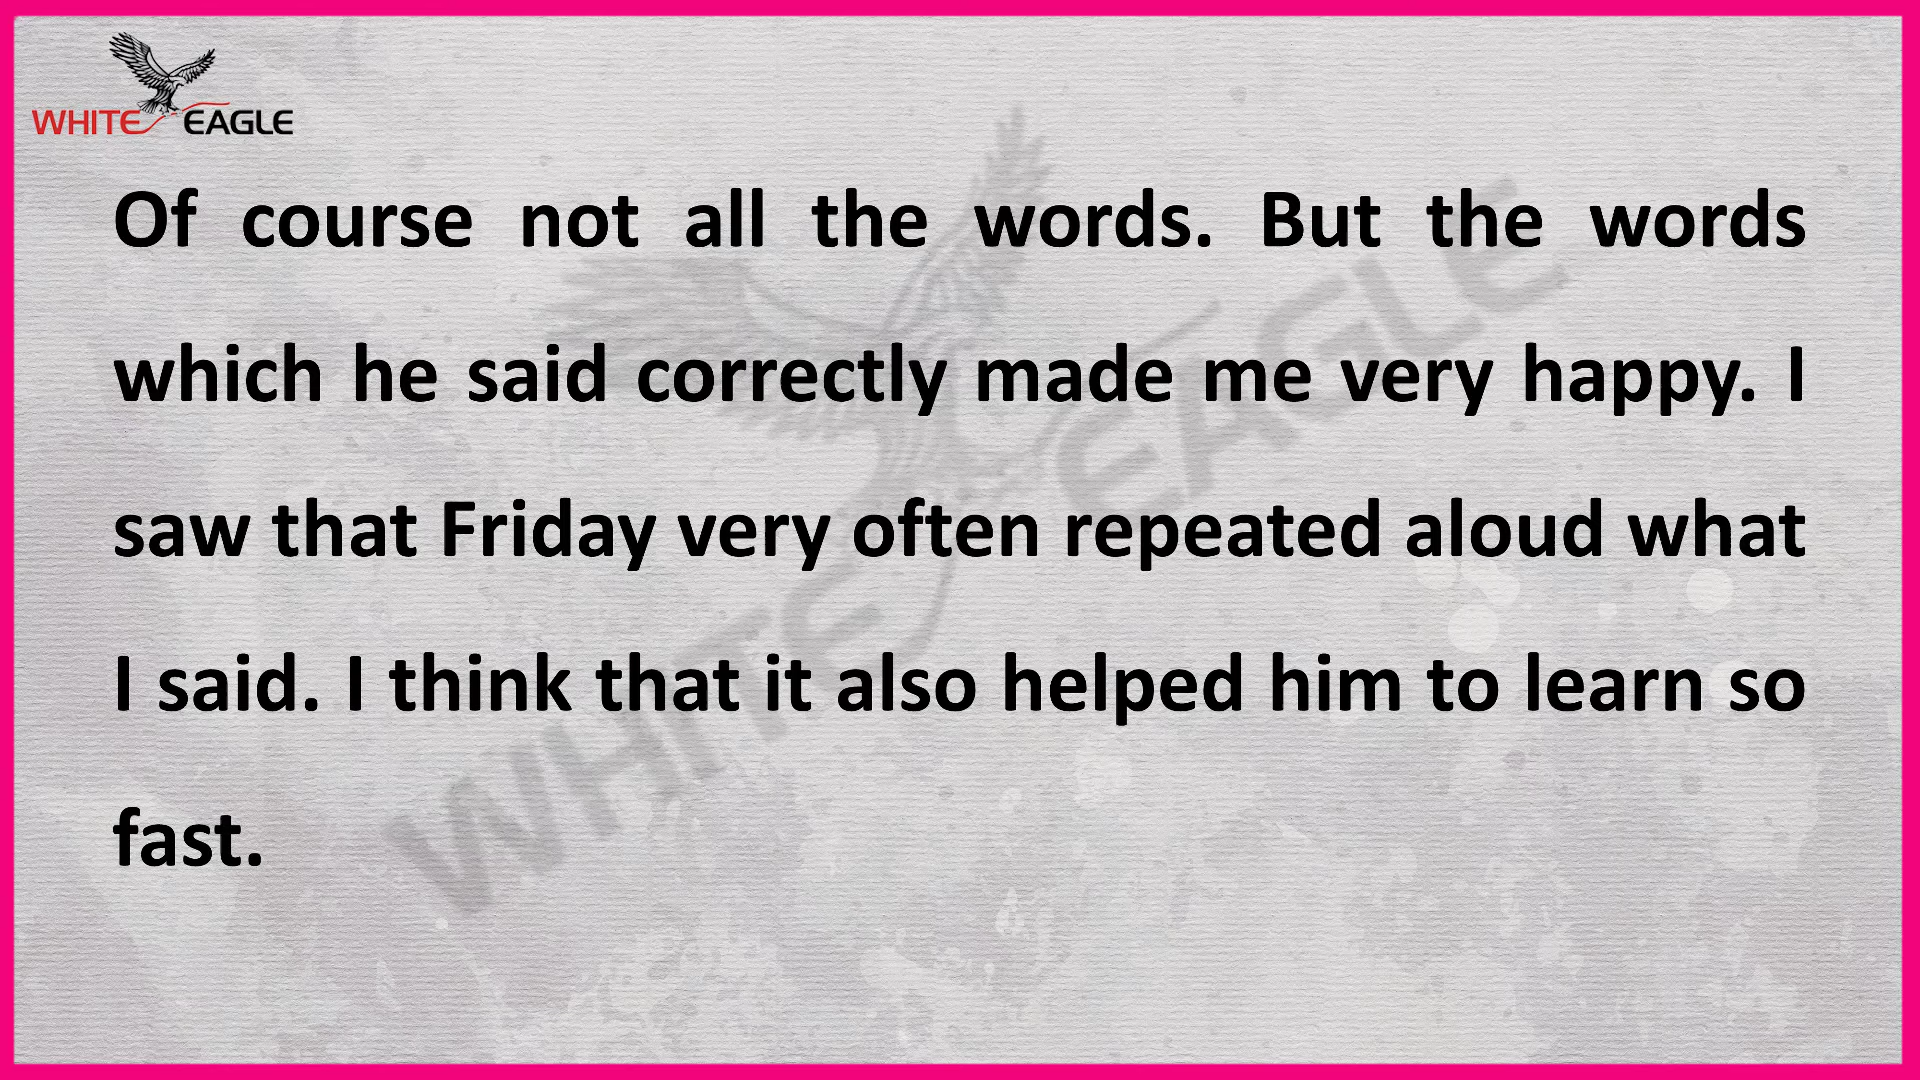 WHITE EAGLE
Of course not all the words. But the words
which he said correctly made me very happy. I
saw that Friday very often repeated aloud what
I said. I think that it also helped him to learn so
fast.
WHITE EAGLE